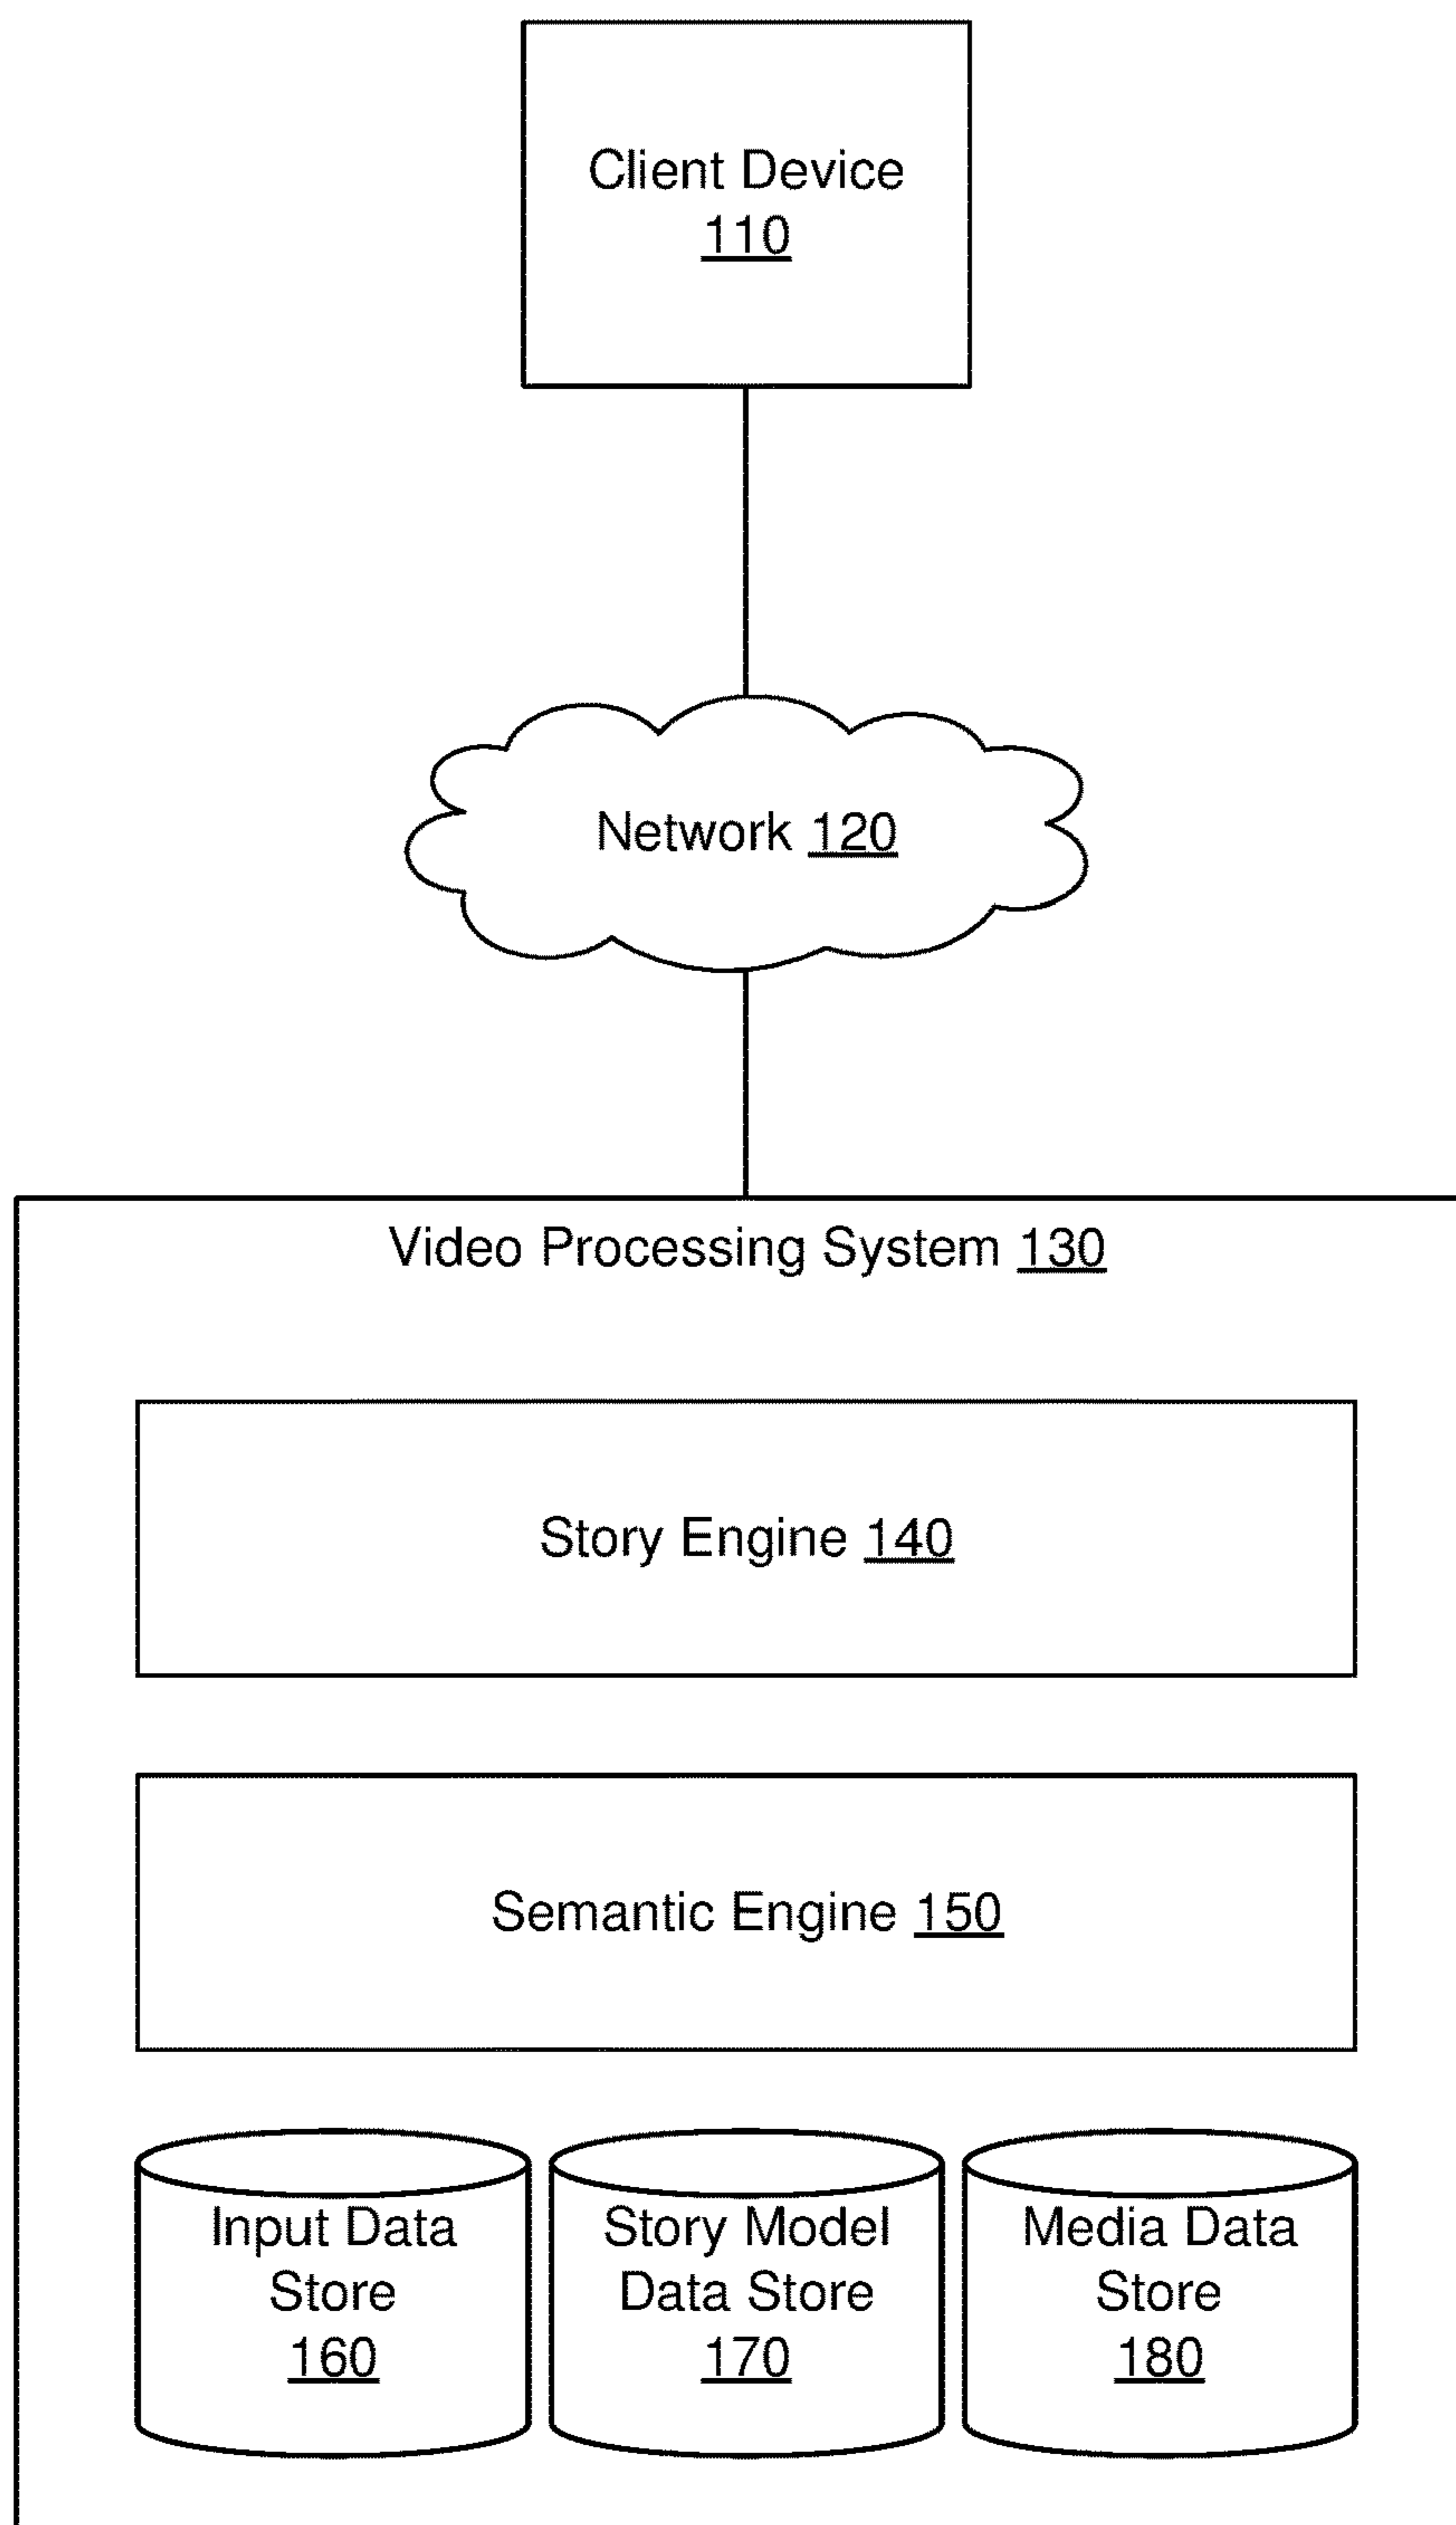 Client Device
110
Network 120
Video Processing System 130
Story Engine 140
Semantic Engine 150
Input Data
Store
160
Story Model
Data Store
170
Media Data
Store
180